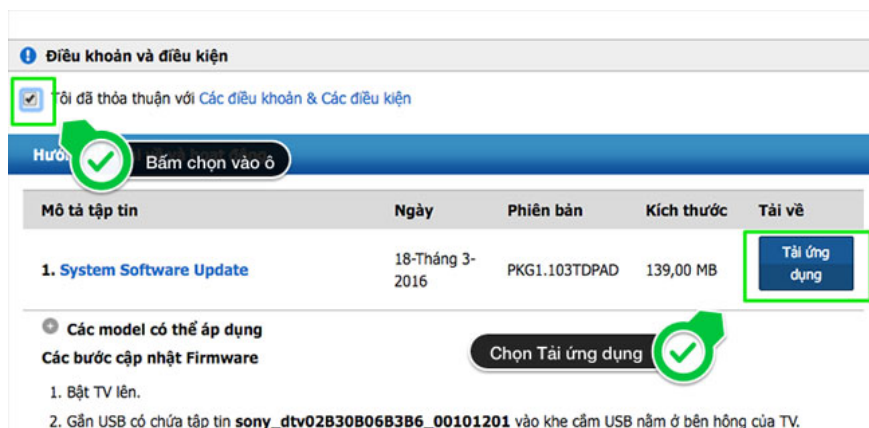 Điều khoản và điều kiện
Tôi đã thỏa thuận với Các điều khoản & Các điều kiện
Bấm chọn vào ô
Mô tả tập tin Ngày Phiên bản Kích thước Tải về
1. System Software Update 18-Tháng 3-2016 PKG1.103TDPAD 139,00 MB Tải ứng dụng
Các model có thể áp dụng
Chọn Tải ứng dụng
Các bước cập nhật Firmware
1. Bật TV lên.
2. Gắn USB có chứa tập tin sony_dtv02B30B06B3B6_00101201 vào khe cắm USB nằm ở bên hông của TV.